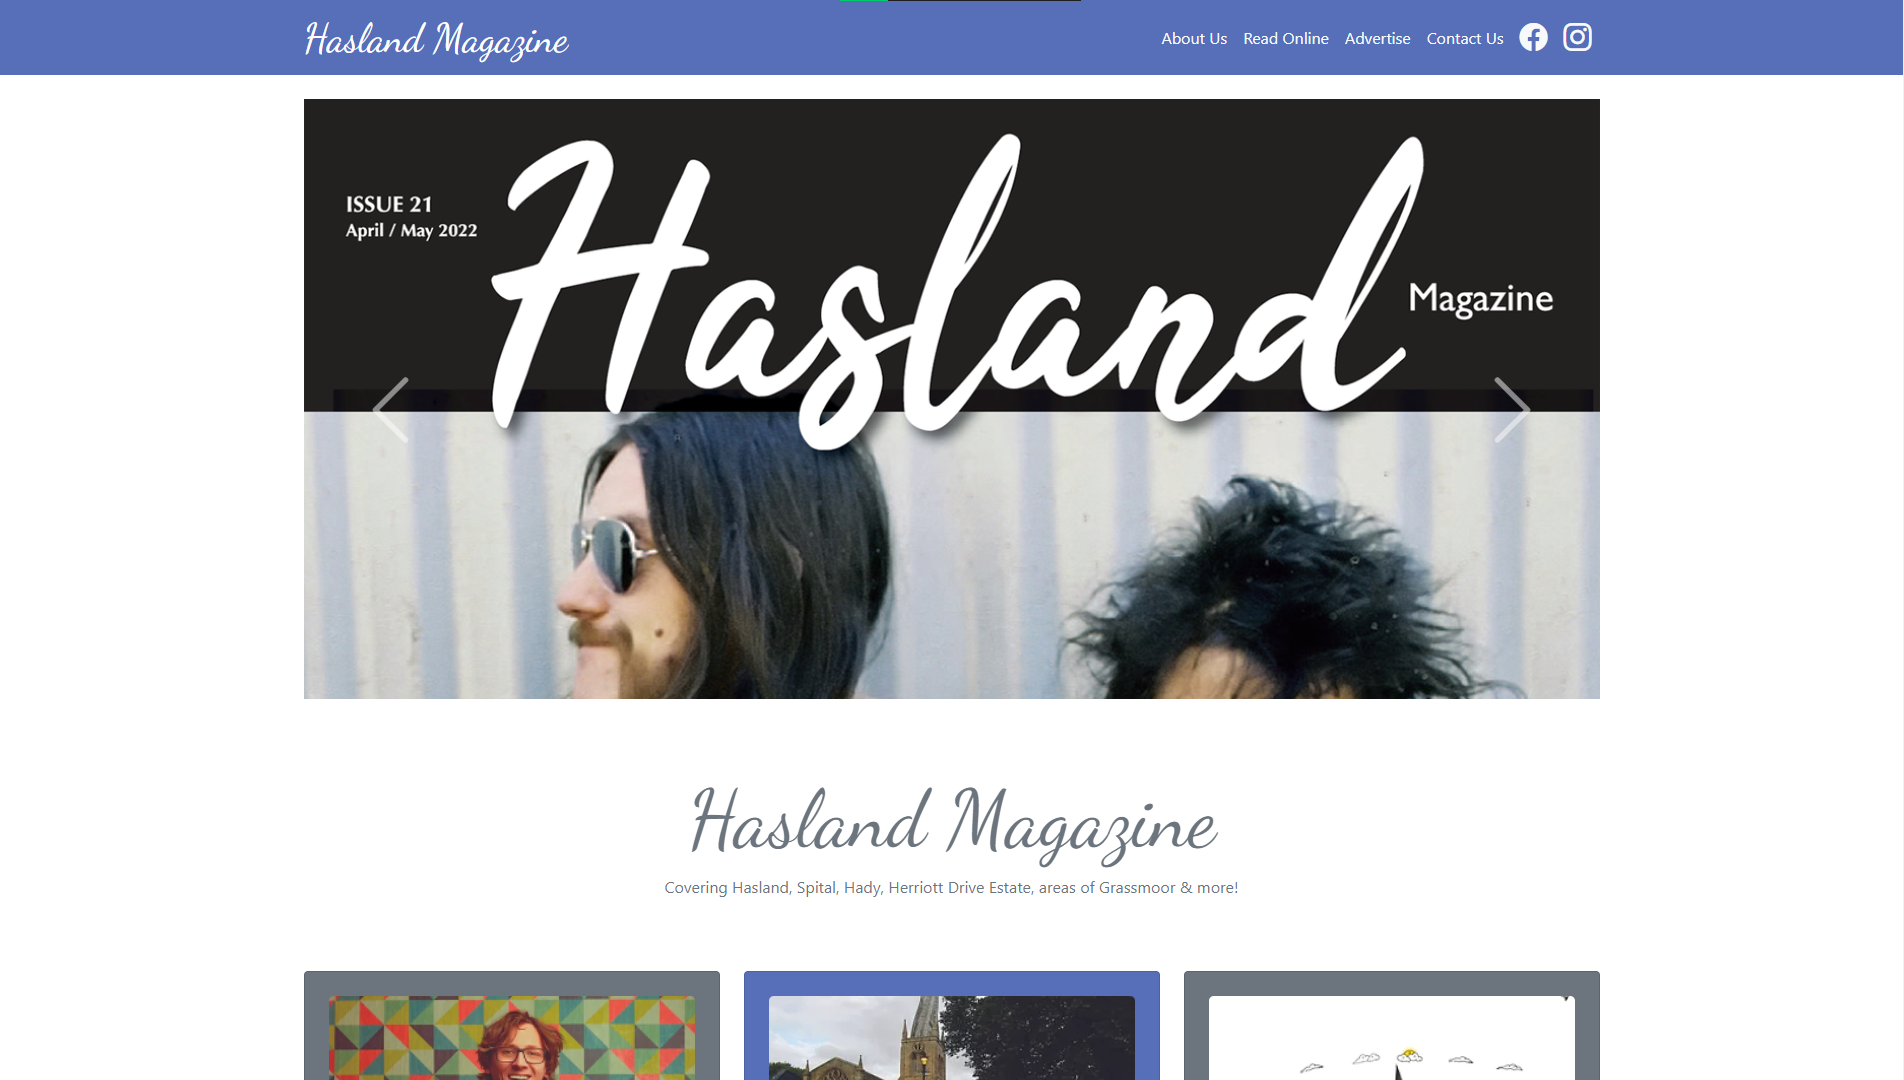 Hasland Magazine
About Us Read Online Advertise Contact Us
ISSUE 21
April / May 2022
Hasland
Magazine
Hasland Magazine
Covering Hasland, Spital, Hady, Herriott Drive Estate, areas of Grassmoor & more!